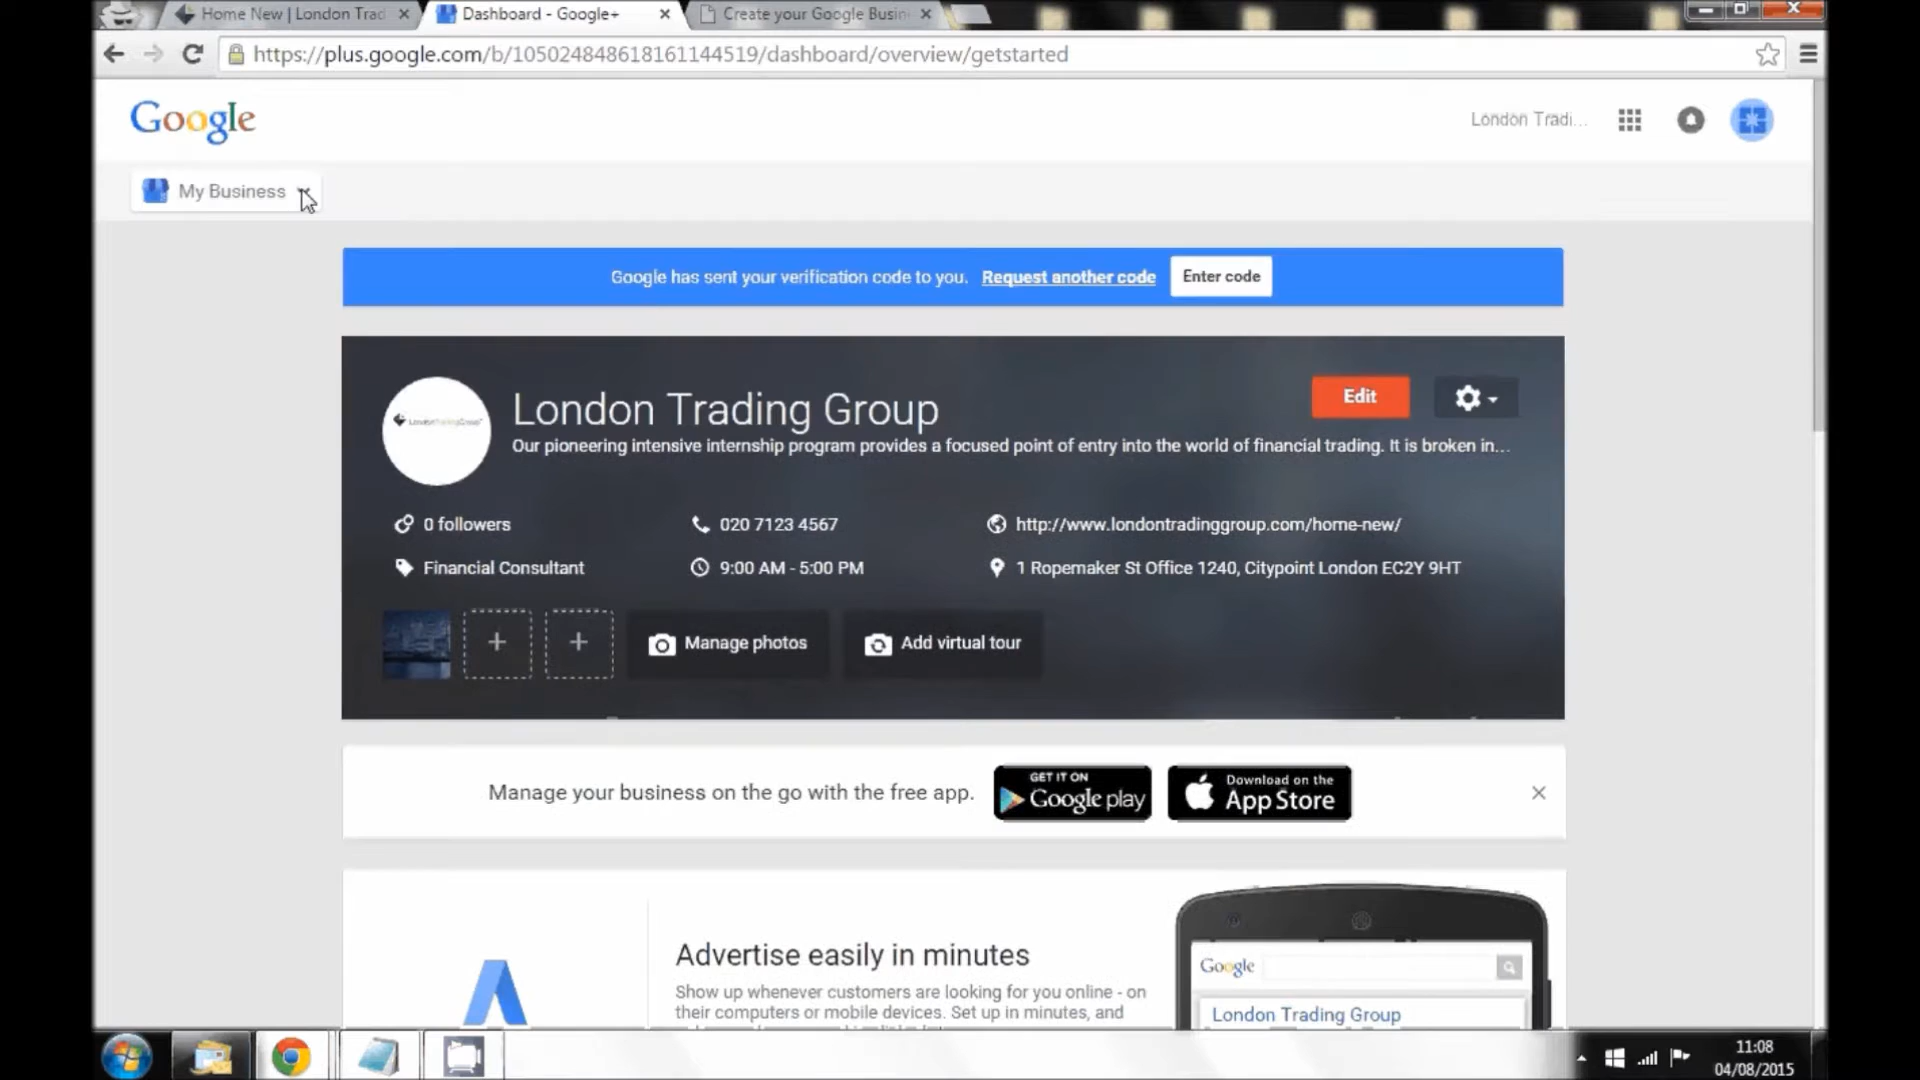 Home New | London Trad
Dashboard - Google+
Create your Google Busin
https://plus.google.com/b/105024848618161144519/dashboard/overview/getstarted
Google
London Tradi...
My Business
Google has sent your verification code to you. Request another code Enter code
London Trading Group
Edit
Our pioneering intensive internship program provides a focused point of entry into the world of financial trading. It is broken in...
0 followers
020 7123 4567
http://www.londontradinggroup.com/home-new/
Financial Consultant
9:00 AM - 5:00 PM
1 Ropemaker St Office 1240, Citypoint London EC2Y 9HT
Manage photos
Add virtual tour
Manage your business on the go with the free app.
GET IT ON
Google play
Download on the
App Store
Advertise easily in minutes
Show up whenever customers are looking for you online - on
their computers or mobile devices. Set up in minutes, and
Google
London Trading Group
11:08
04/08/2015